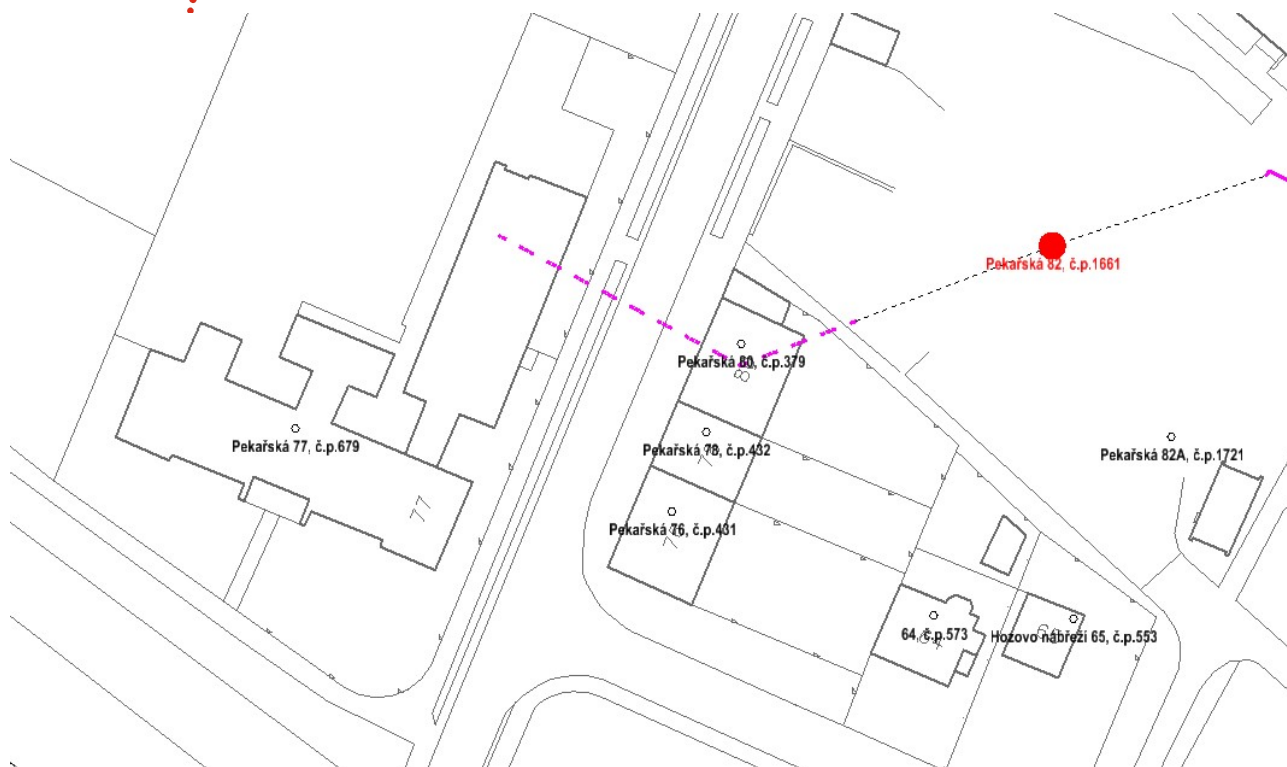 Pekařská 82, č.p.1661
Pekařská 80, č.p.379
Pekařská 77, č.p.679
Pekařská 78, č.p.432
Pekařská 82A, č.p.1721
77
Pekařská 76, č.p.431
64, č.p.573
Hozovo nábřeží 65, č.p.553